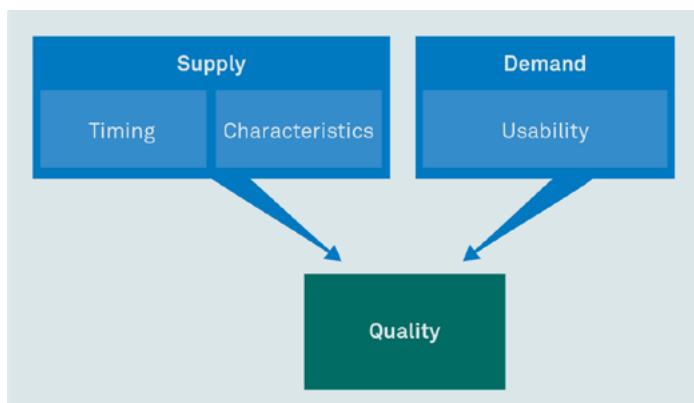 Supply
Timing
Characteristics
Demand
Usability
Quality